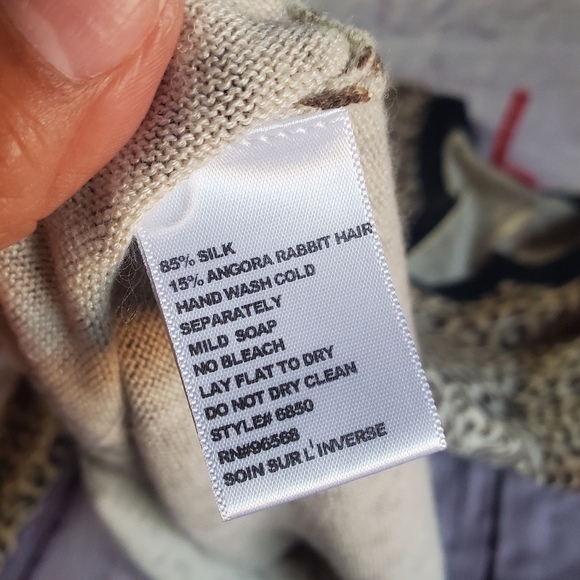 85% SILK
15% ANGORA RABBIT HAIR
HAND WASH COLD
SEPARATELY
MILD SOAP
NO BLEACH
LAY FLAT TO DRY
DO NOT DRY CLEAN
STYLE# 6850
RN#96568
SOIN SUR L'INVERSE